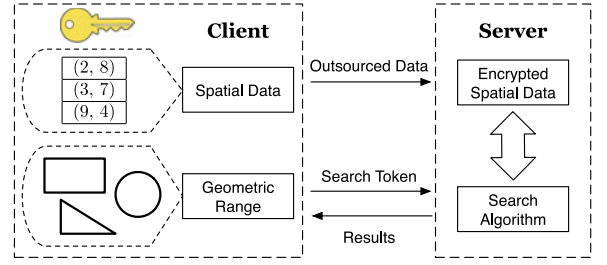 Client
Server
(2, 8)
(3, 7)
(9, 4)
Spatial Data
Outsourced Data
Encrypted
Spatial Data
Geometric
Range
Search Token
Results
Search
Algorithm